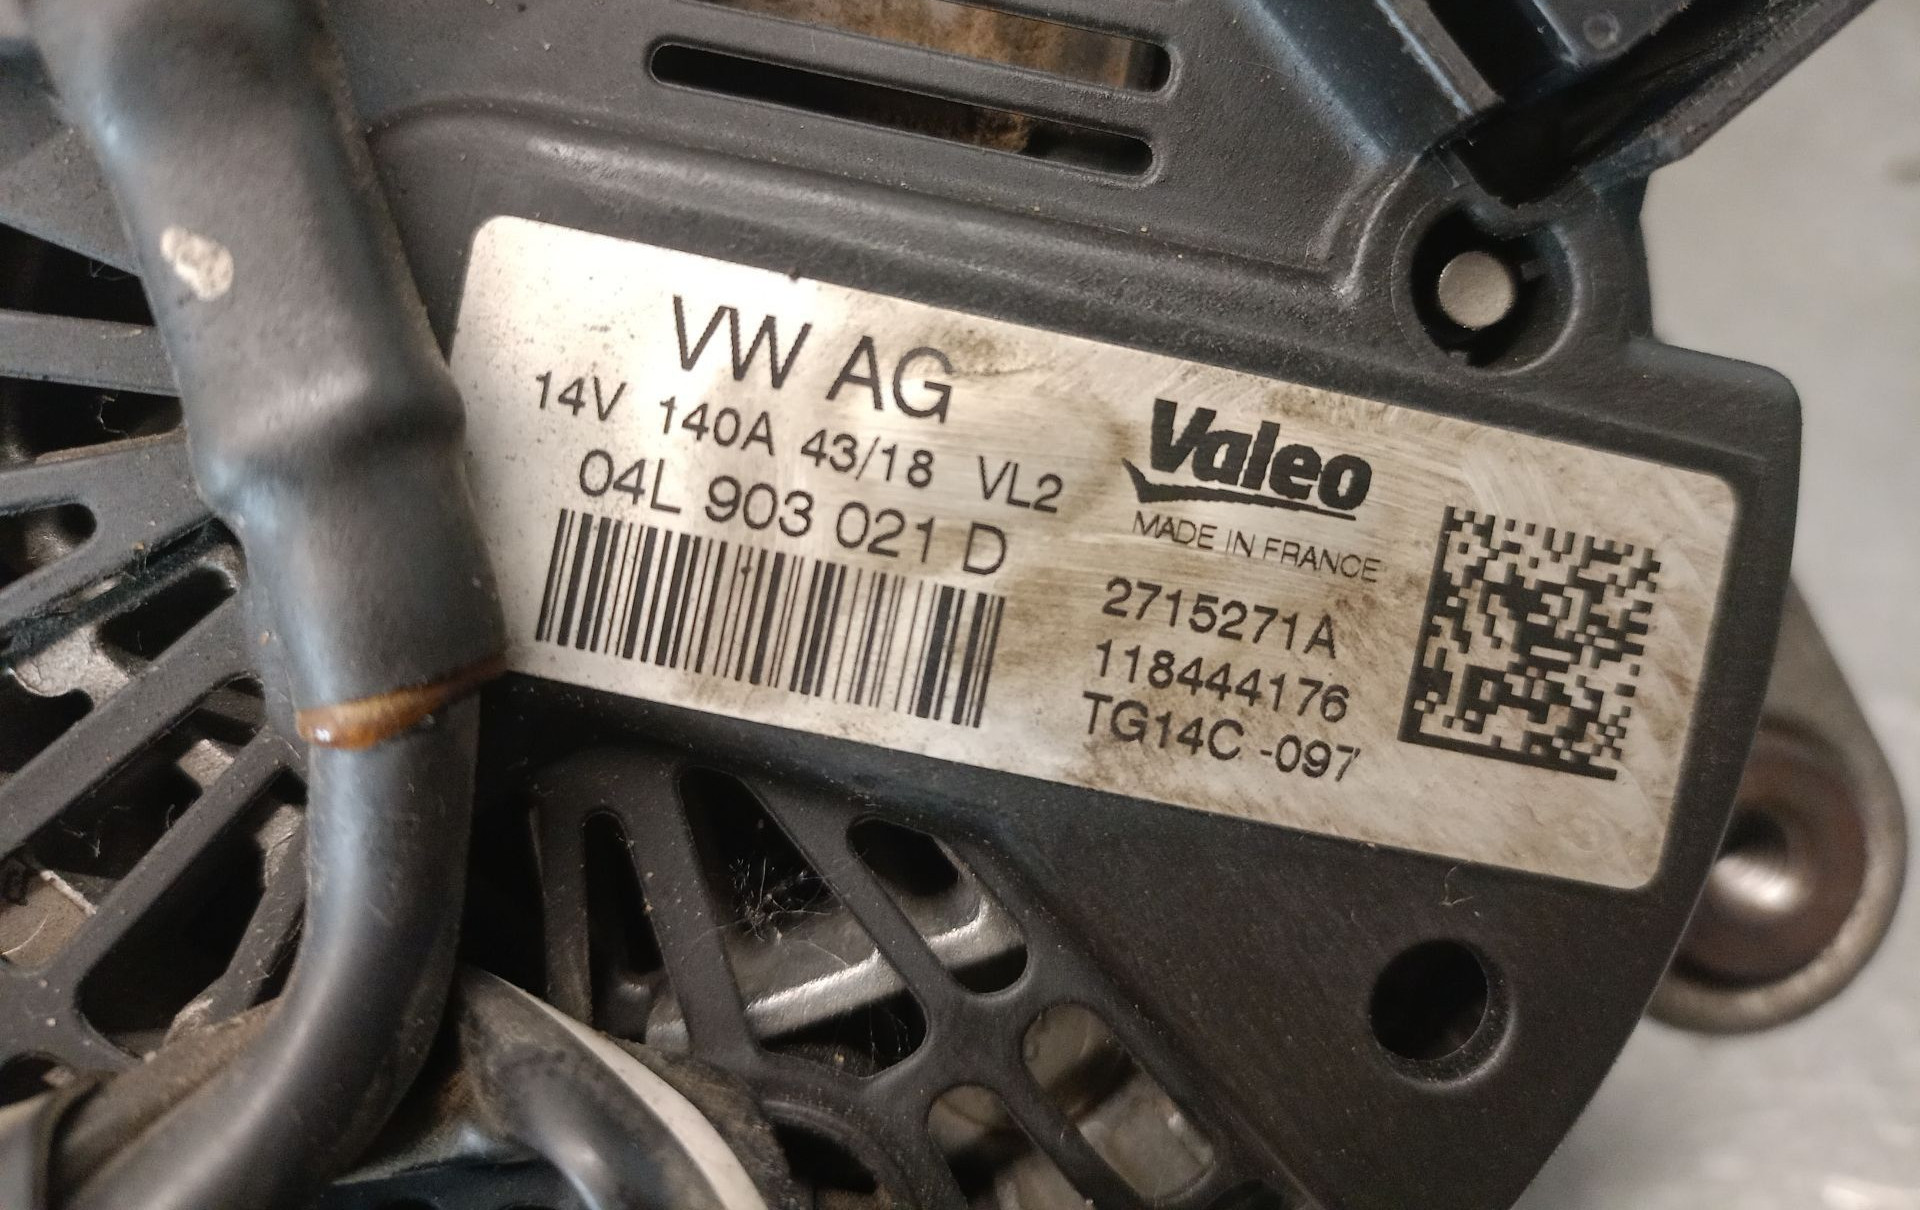 VW AG
14V 140A 43/18 VL2
04L 903 021 D
Valeo
MADE IN FRANCE
2715271A
118444176
TG14C -097